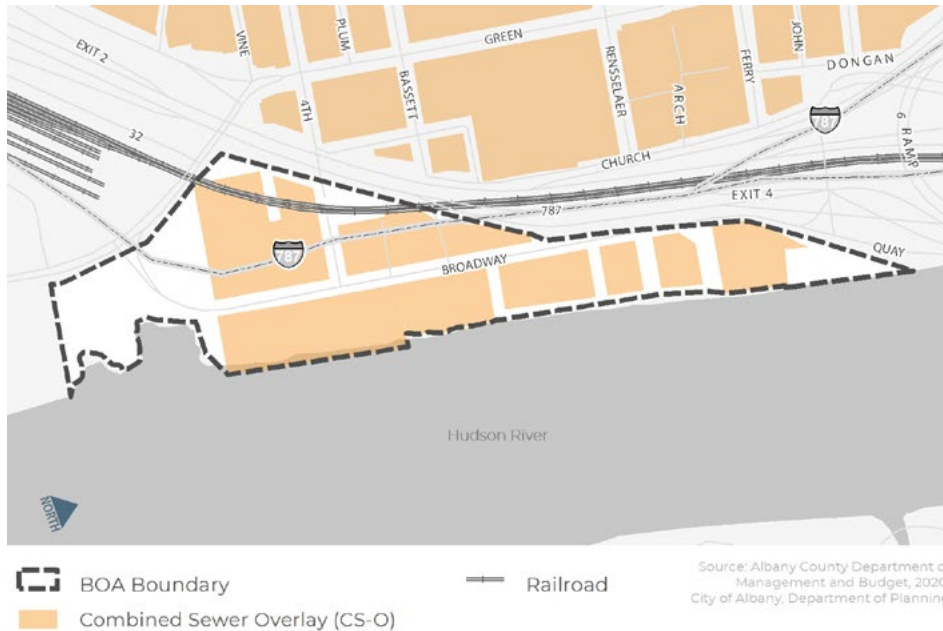 EXIT 2
VINE
PLUM
GREEN
BASSETT
4TH
32
RENSSELAER
ARCH
FERRY
JOHN
DONGAN
787
6 RAMP
CHURCH
EXIT 4
787
787
BROADWAY
QUAY
Hudson River
NORTH
BOA Boundary
Railroad
Combined Sewer Overlay (CS-O)
Source: Albany County Department o
Management and Budget, 2020
City of Albany, Department of Planning